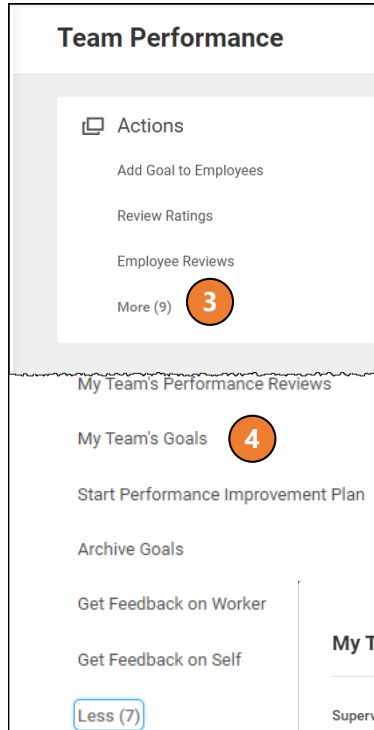 Team Performance
Actions
Add Goal to Employees
Review Ratings
Employee Reviews
More (9)
3
My Team's Performance Reviews
My Team's Goals
4
Start Performance Improvement Plan
Archive Goals
Get Feedback on Worker
Get Feedback on Self
My
Less (7)